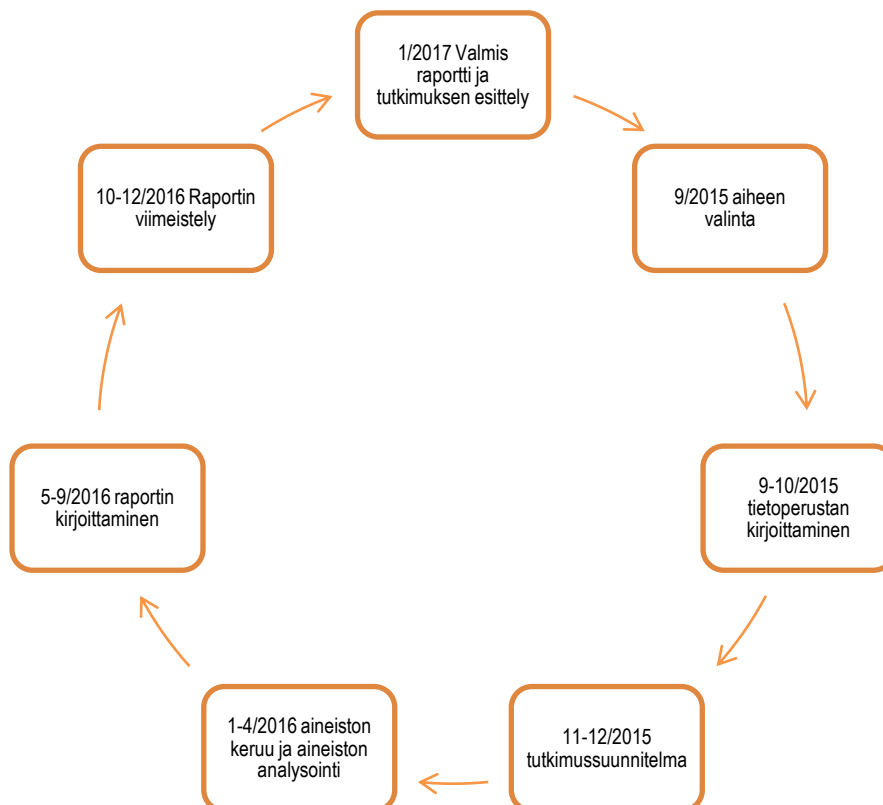 1/2017 Valmis
raportti ja
tutkimuksen esittely
9/2015 aiheen
valinta
9-10/2015
tietoperustan
kirjoittaminen
11-12/2015
tutkimussuunnitelma
1-4/2016 aineiston
keruu ja aineiston
analysointi
5-9/2016 raportin
kirjoittaminen
10-12/2016 Raportin
viimeistely